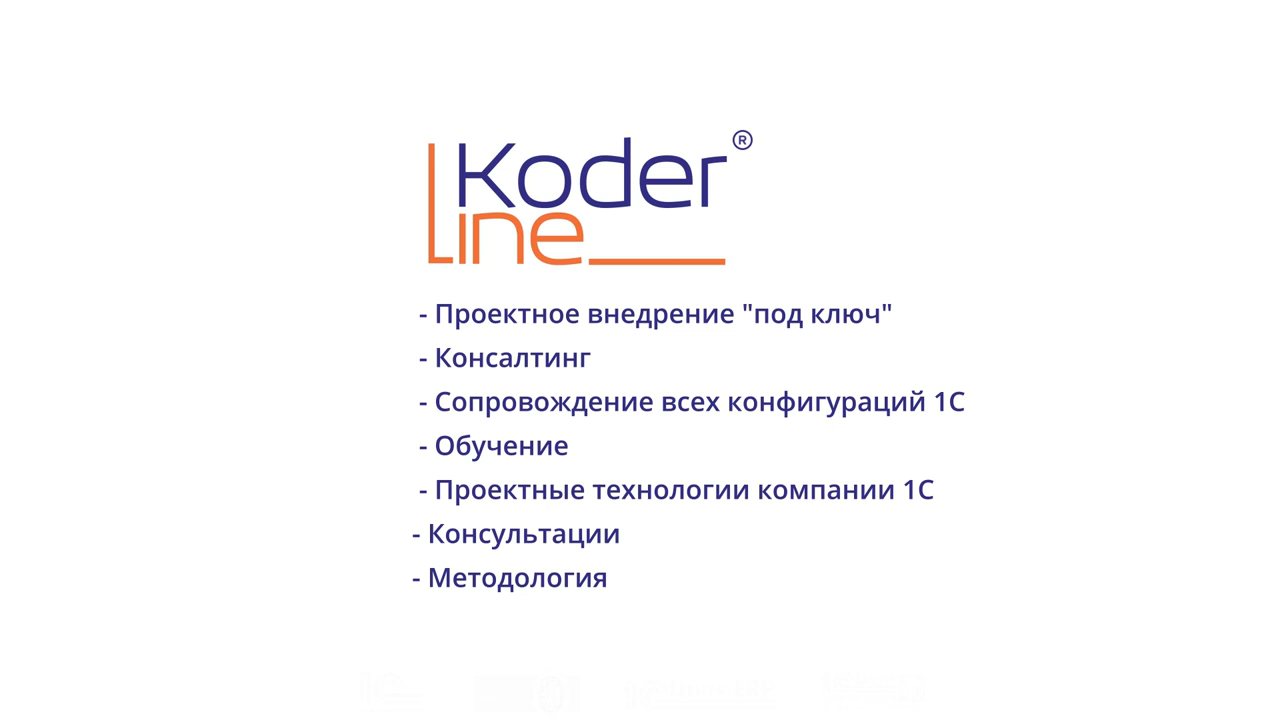 Koder®
Line
- Проектное внедрение "под ключ"
- Консалтинг
- Сопровождение всех конфигураций 1С
- Обучение
- Проектные технологии компании 1С
- Консультации
- Методология